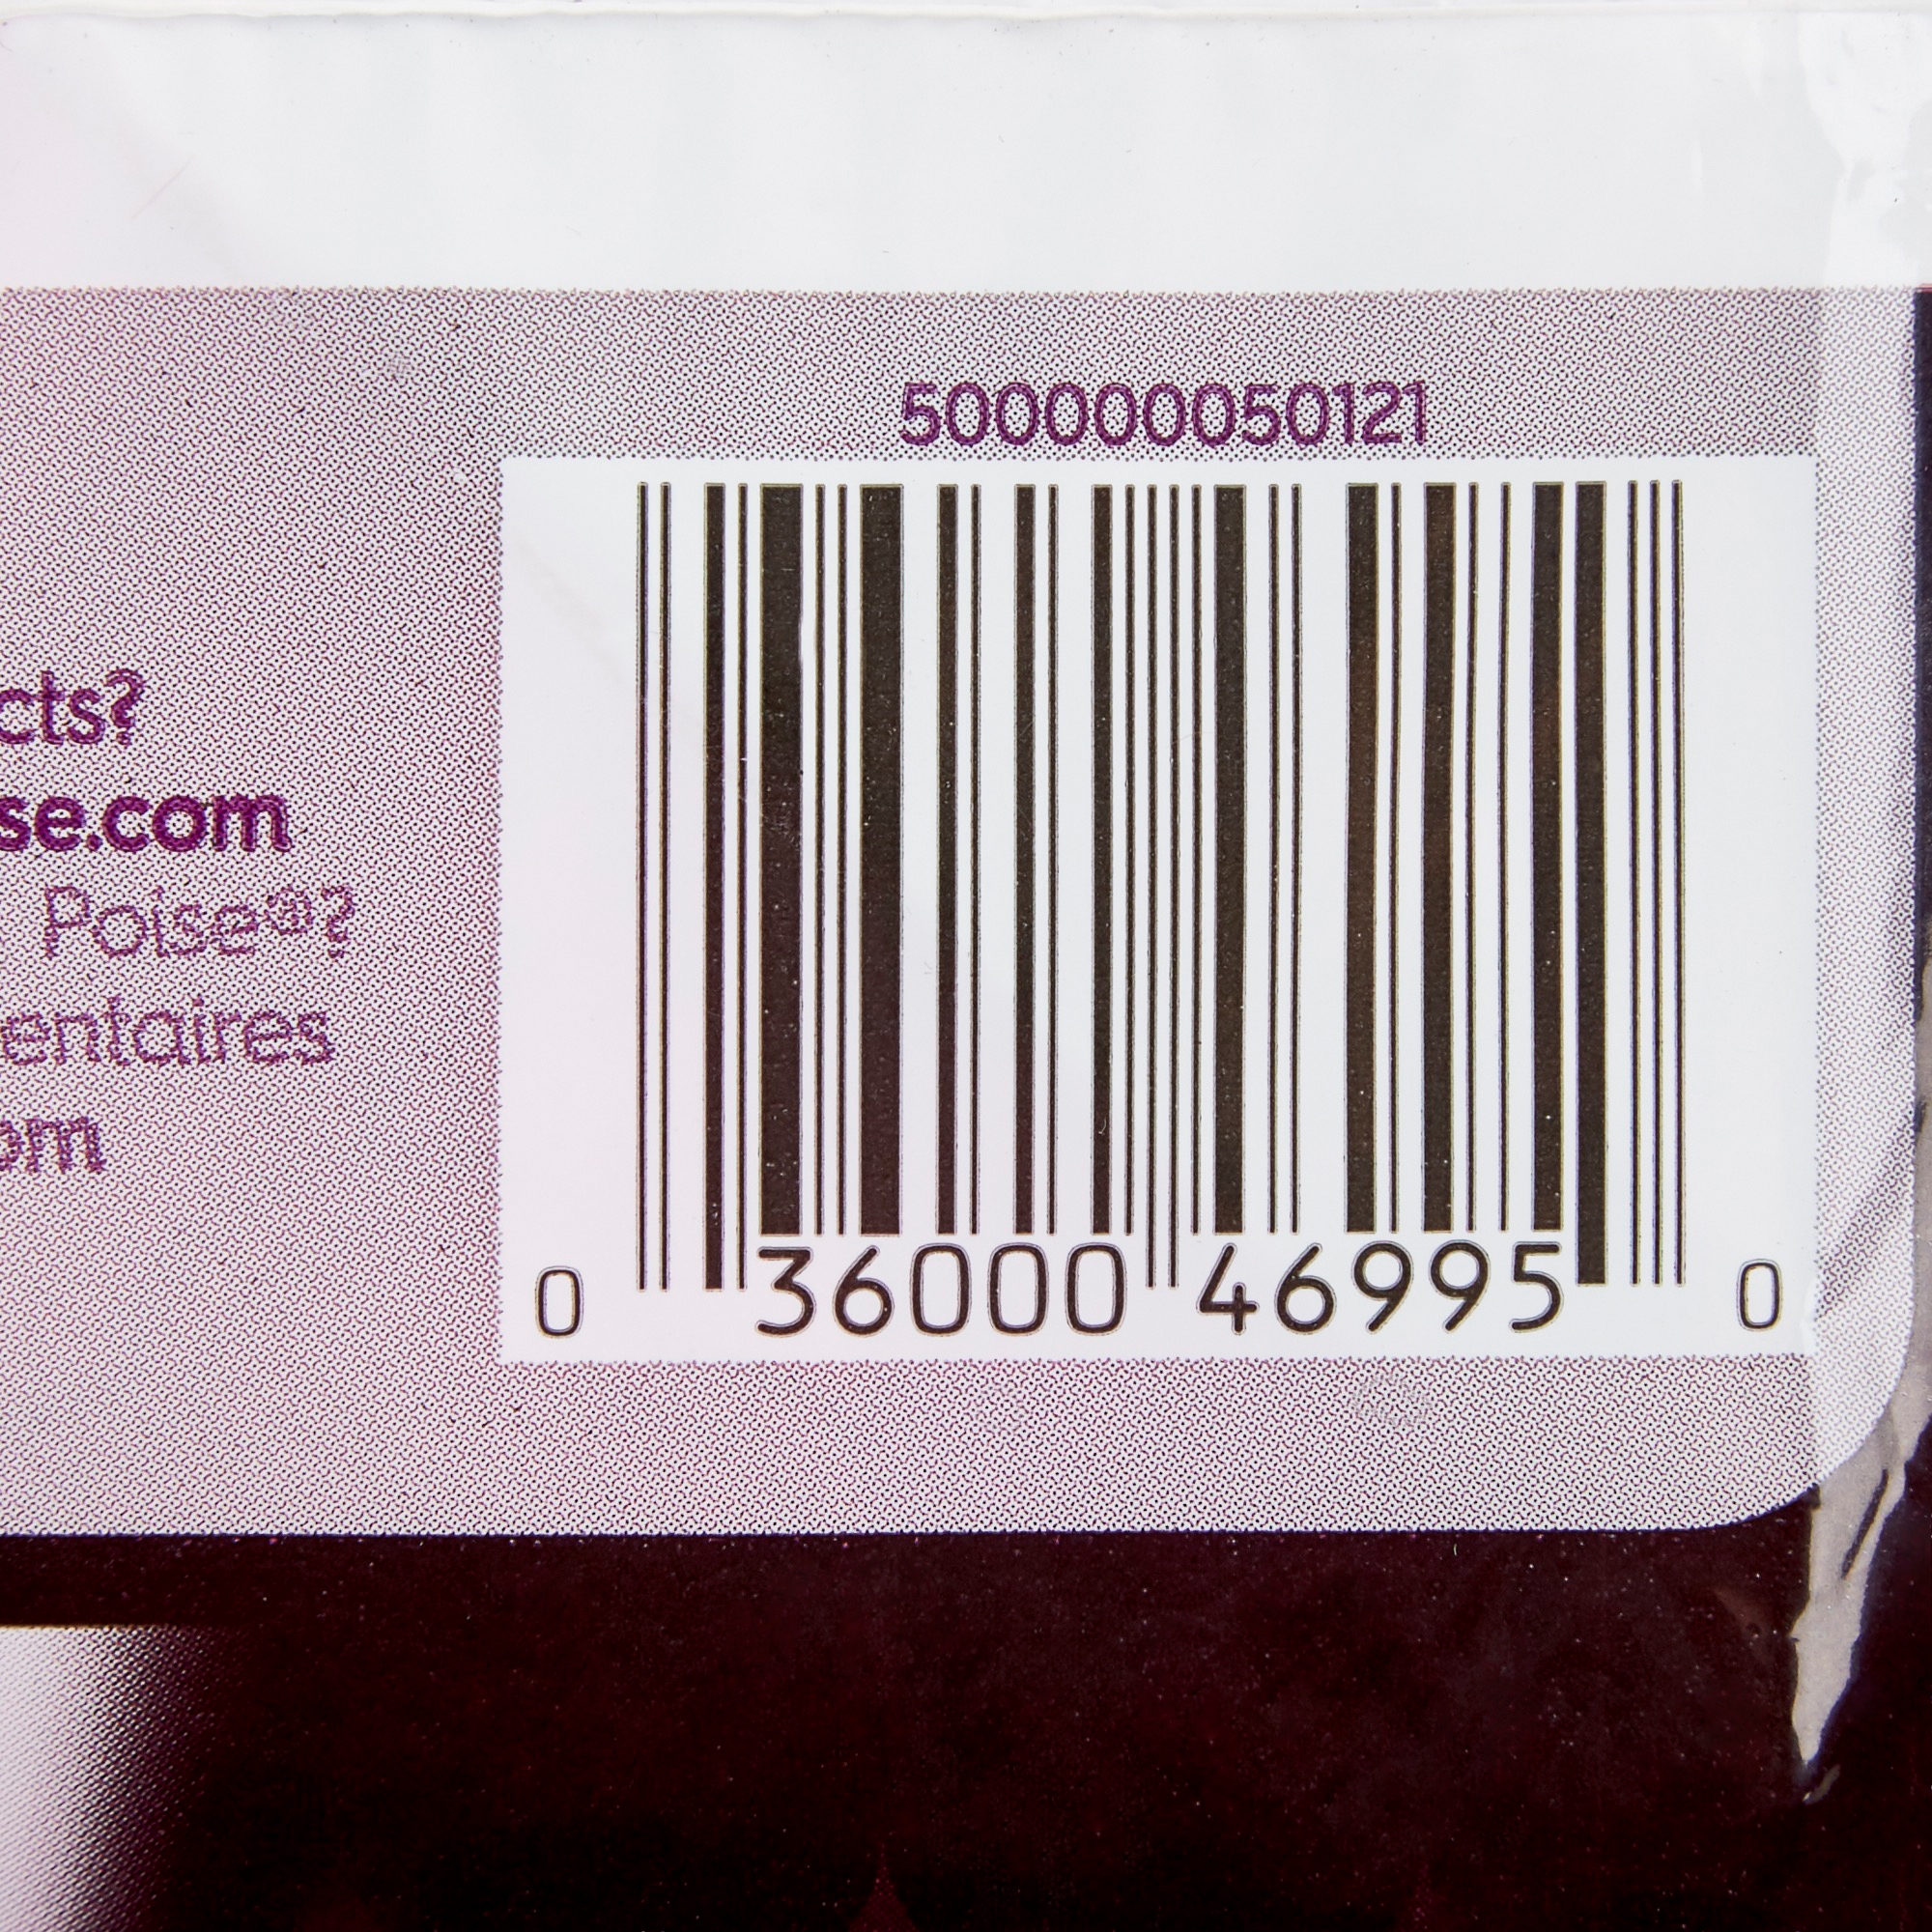 cts?
se.com
Poise
entaires
om
500000050121
0 36000 46995 0